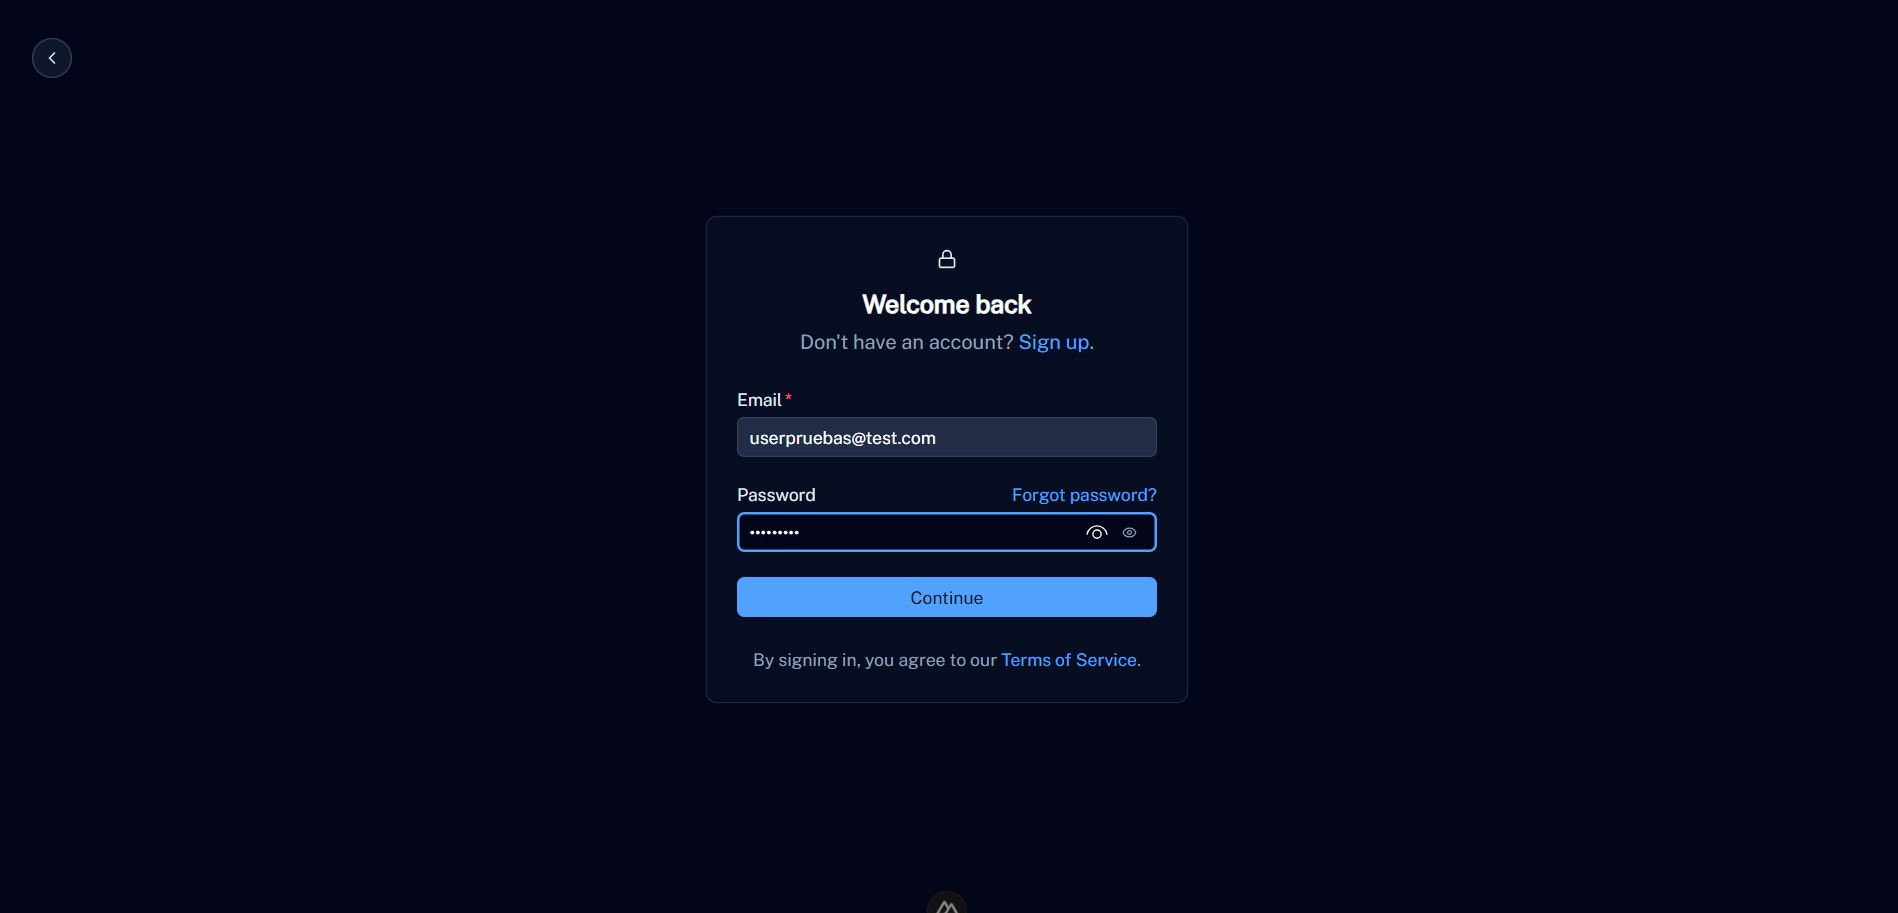 Welcome back
Don't have an account? Sign up.
Email*
userpruebas@test.com
Password Forgot password?
•••••••••
Continue
By signing in, you agree to our Terms of Service.